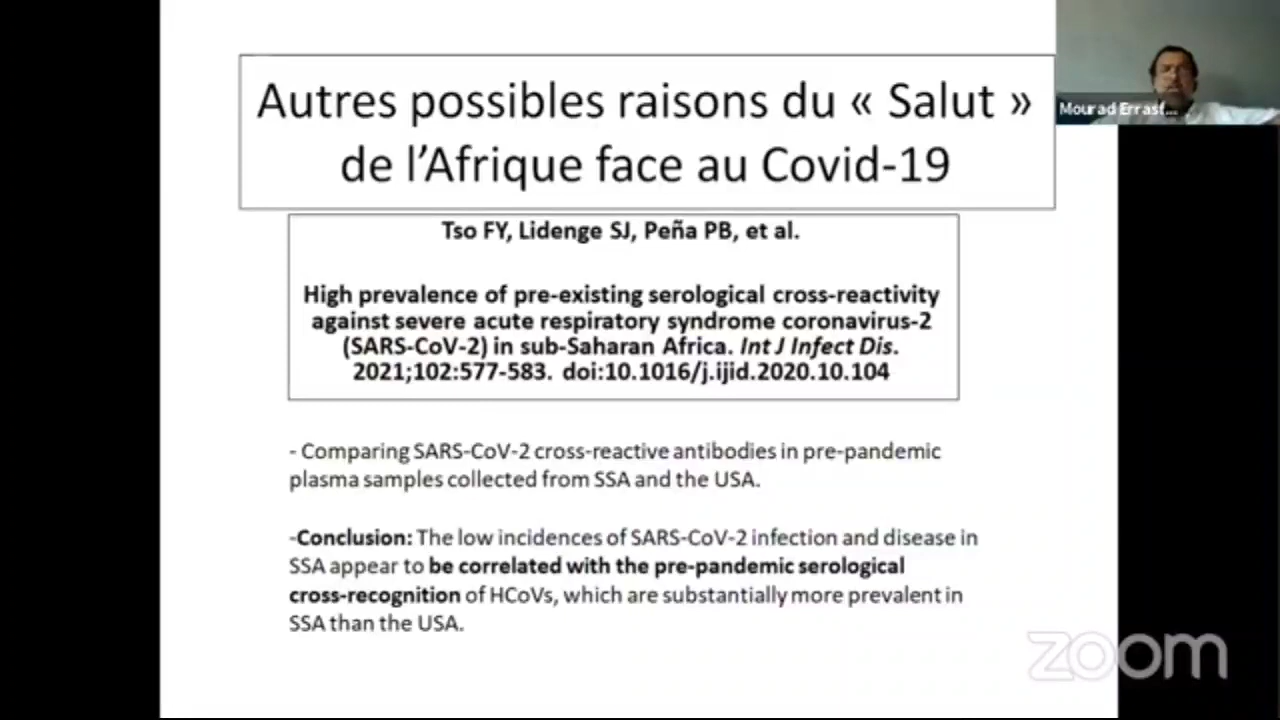 Autres possibles raisons du « Salut »
de l'Afrique face au Covid-19
Mourad Errasf...
Tso FY, Lidenge SJ, Peña PB, et al.
High prevalence of pre-existing serological cross-reactivity
against severe acute respiratory syndrome coronavirus-2
(SARS-CoV-2) in sub-Saharan Africa. Int J Infect Dis.
2021;102:577-583. doi:10.1016/j.ijid.2020.10.104
- Comparing SARS-CoV-2 cross-reactive antibodies in pre-pandemic
plasma samples collected from SSA and the USA.
-Conclusion: The low incidences of SARS-CoV-2 infection and disease in
SSA appear to be correlated with the pre-pandemic serological
cross-recognition of HCoVs, which are substantially more prevalent in
SSA than the USA.
zoom